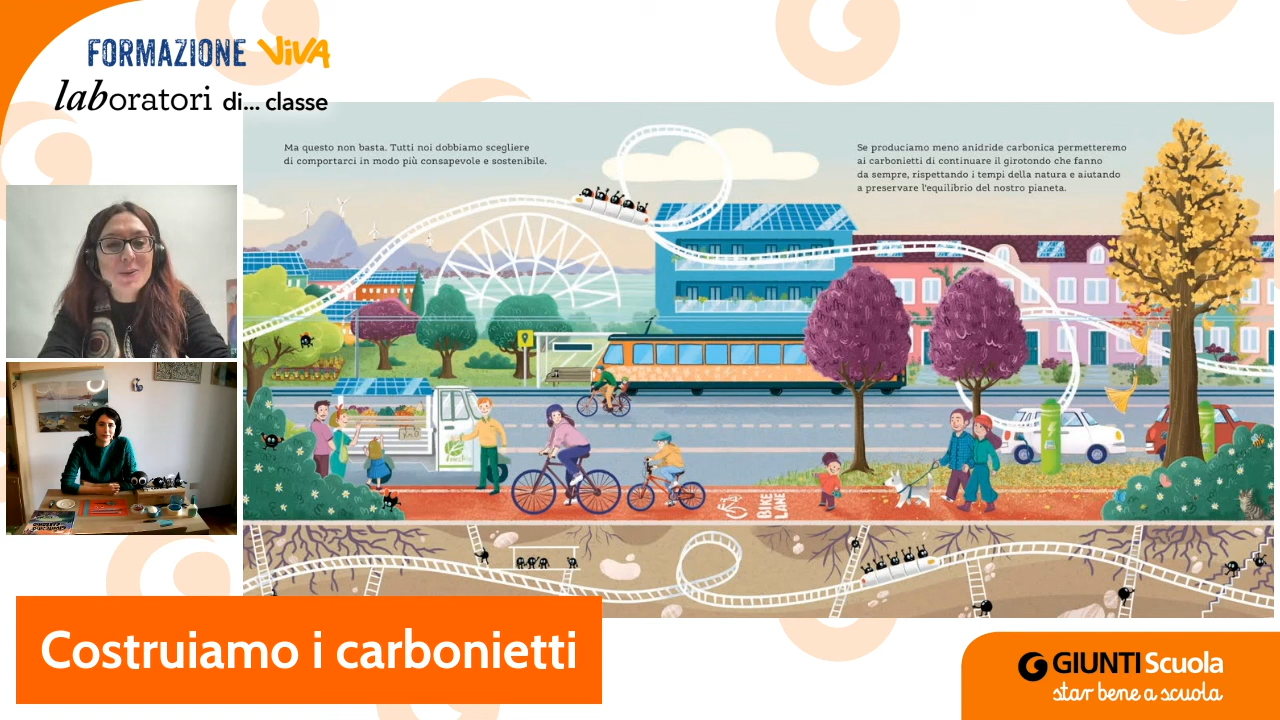 FORMAZIONE VIVA
laboratori di... classe
Ma questo non basta. Tutti noi dobbiamo scegliere
di comportarci in modo più consapevole e sostenibile.
Se produciamo meno anidride carbonica permetteremo
ai carbonietti di continuare il girotondo che fanno
da sempre, rispettando i tempi della natura e aiutando
a preservare l'equilibrio del nostro pianeta.
BIKE
LANE
Costruiamo i carbonietti
GIUNTI Scuola
star bene a scuola